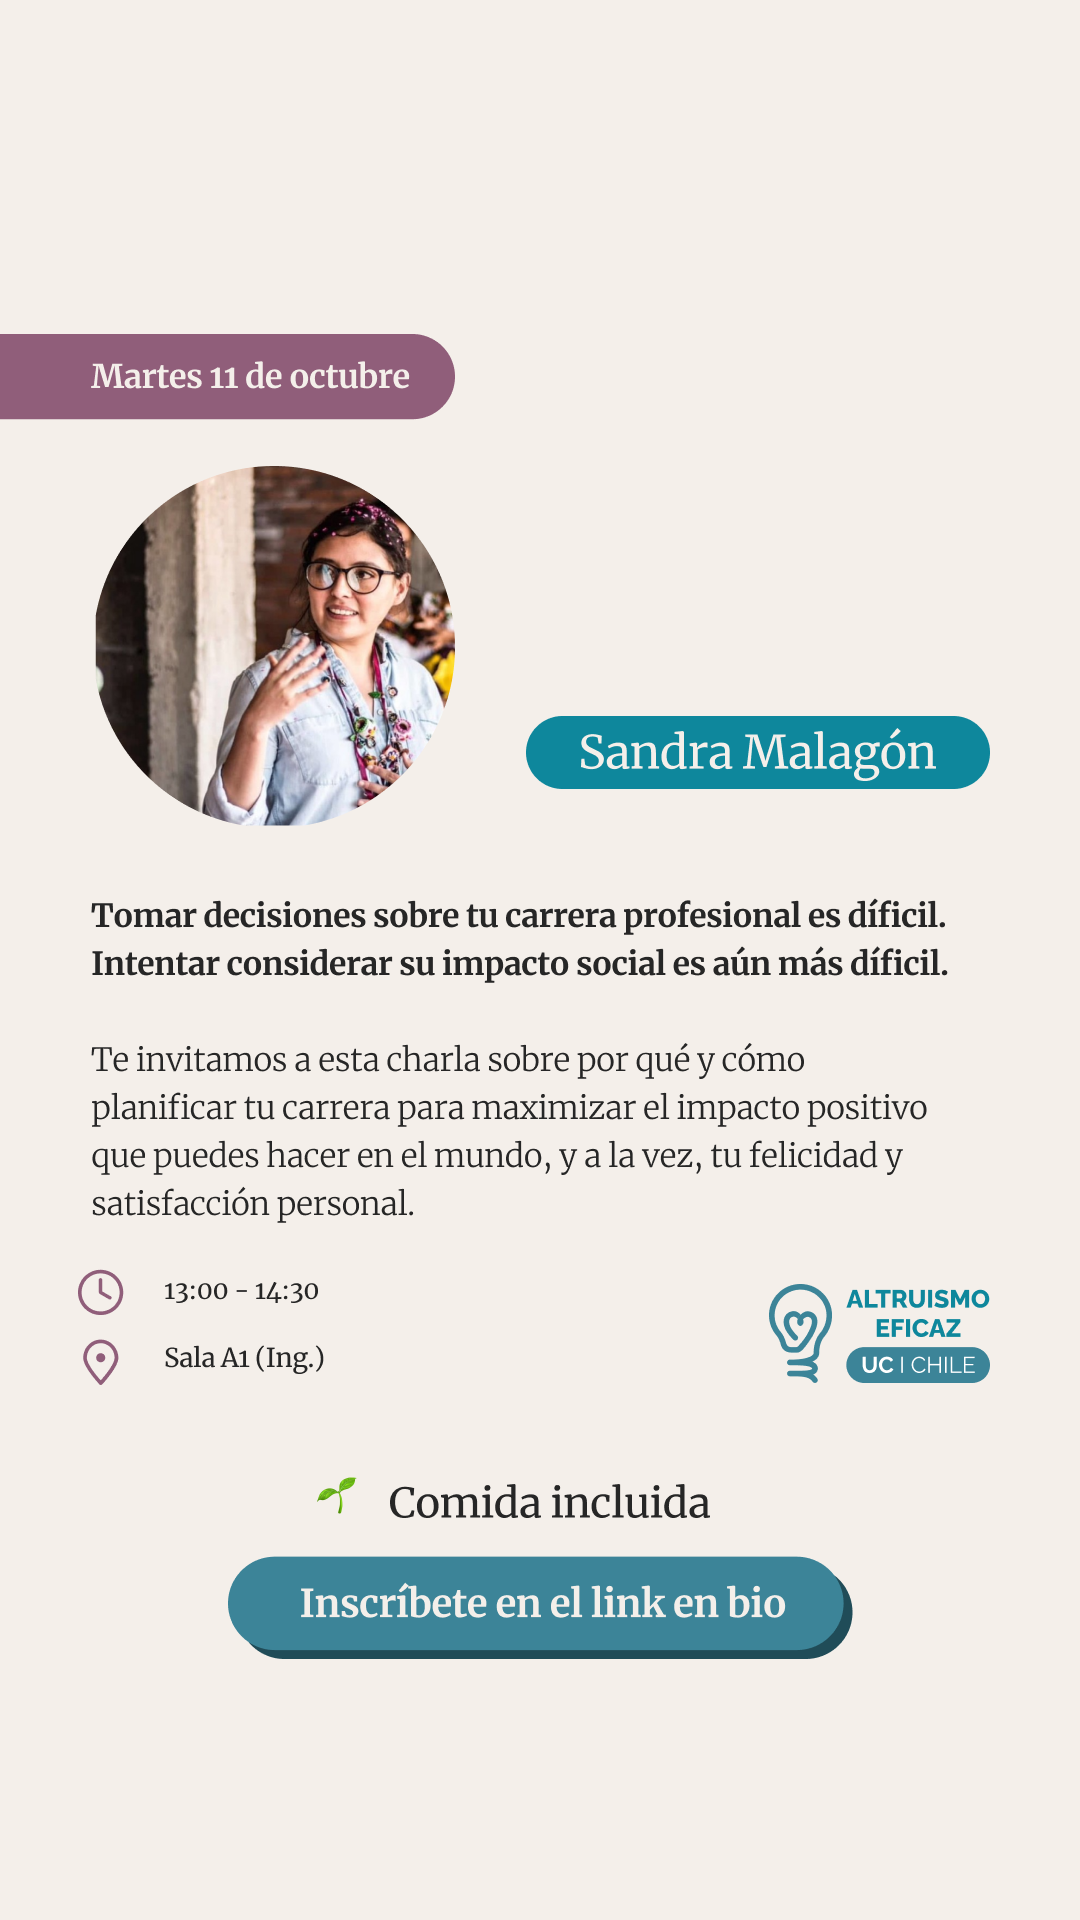 Martes 11 de octubre
Sandra Malagón
Tomar decisiones sobre tu carrera profesional es díficil.
Intentar considerar su impacto social es aún más díficil.
Te invitamos a esta charla sobre por qué y cómo
planificar tu carrera para maximizar el impacto positivo
que puedes hacer en el mundo, y a la vez, tu felicidad y
satisfacción personal.
13:00 - 14:30
Sala A1 (Ing.)
ALTRUISMO
EFICAZ
UC | CHILE
Comida incluida
Inscríbete en el link en bio